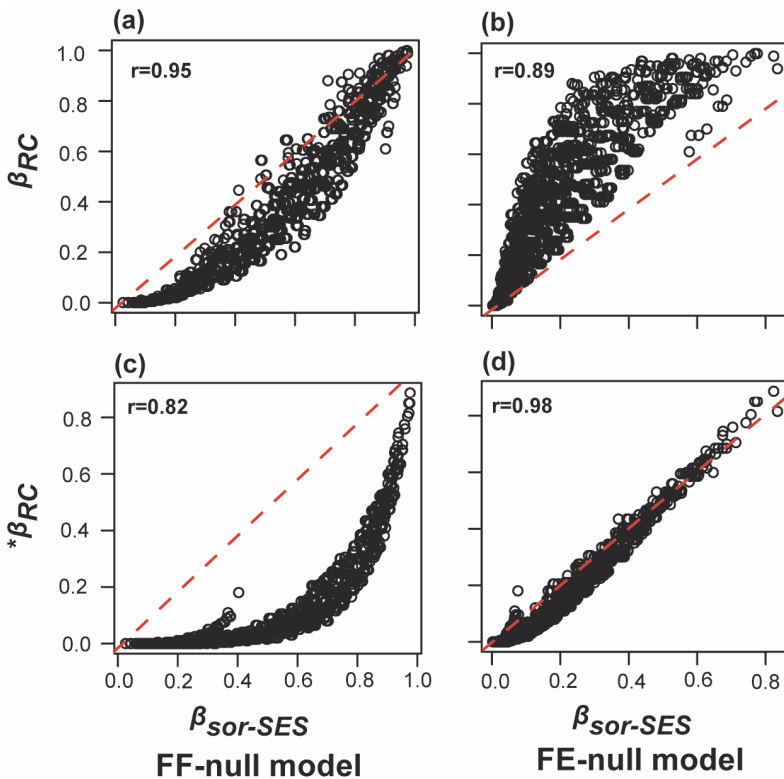 (a)
(b)
r=0.95
r=0.89
1.0
0.8
0.6
0.4
0.2
0.0
βRC
(c)
(d)
r=0.82
r=0.98
0.8
0.6
0.4
0.2
0.0
*βRC
0.0 0.2 0.4 0.6 0.8 1.0
0.0 0.2 0.4 0.6 0.8
βsor-SES
βsor-SES
FF-null model
FE-null model